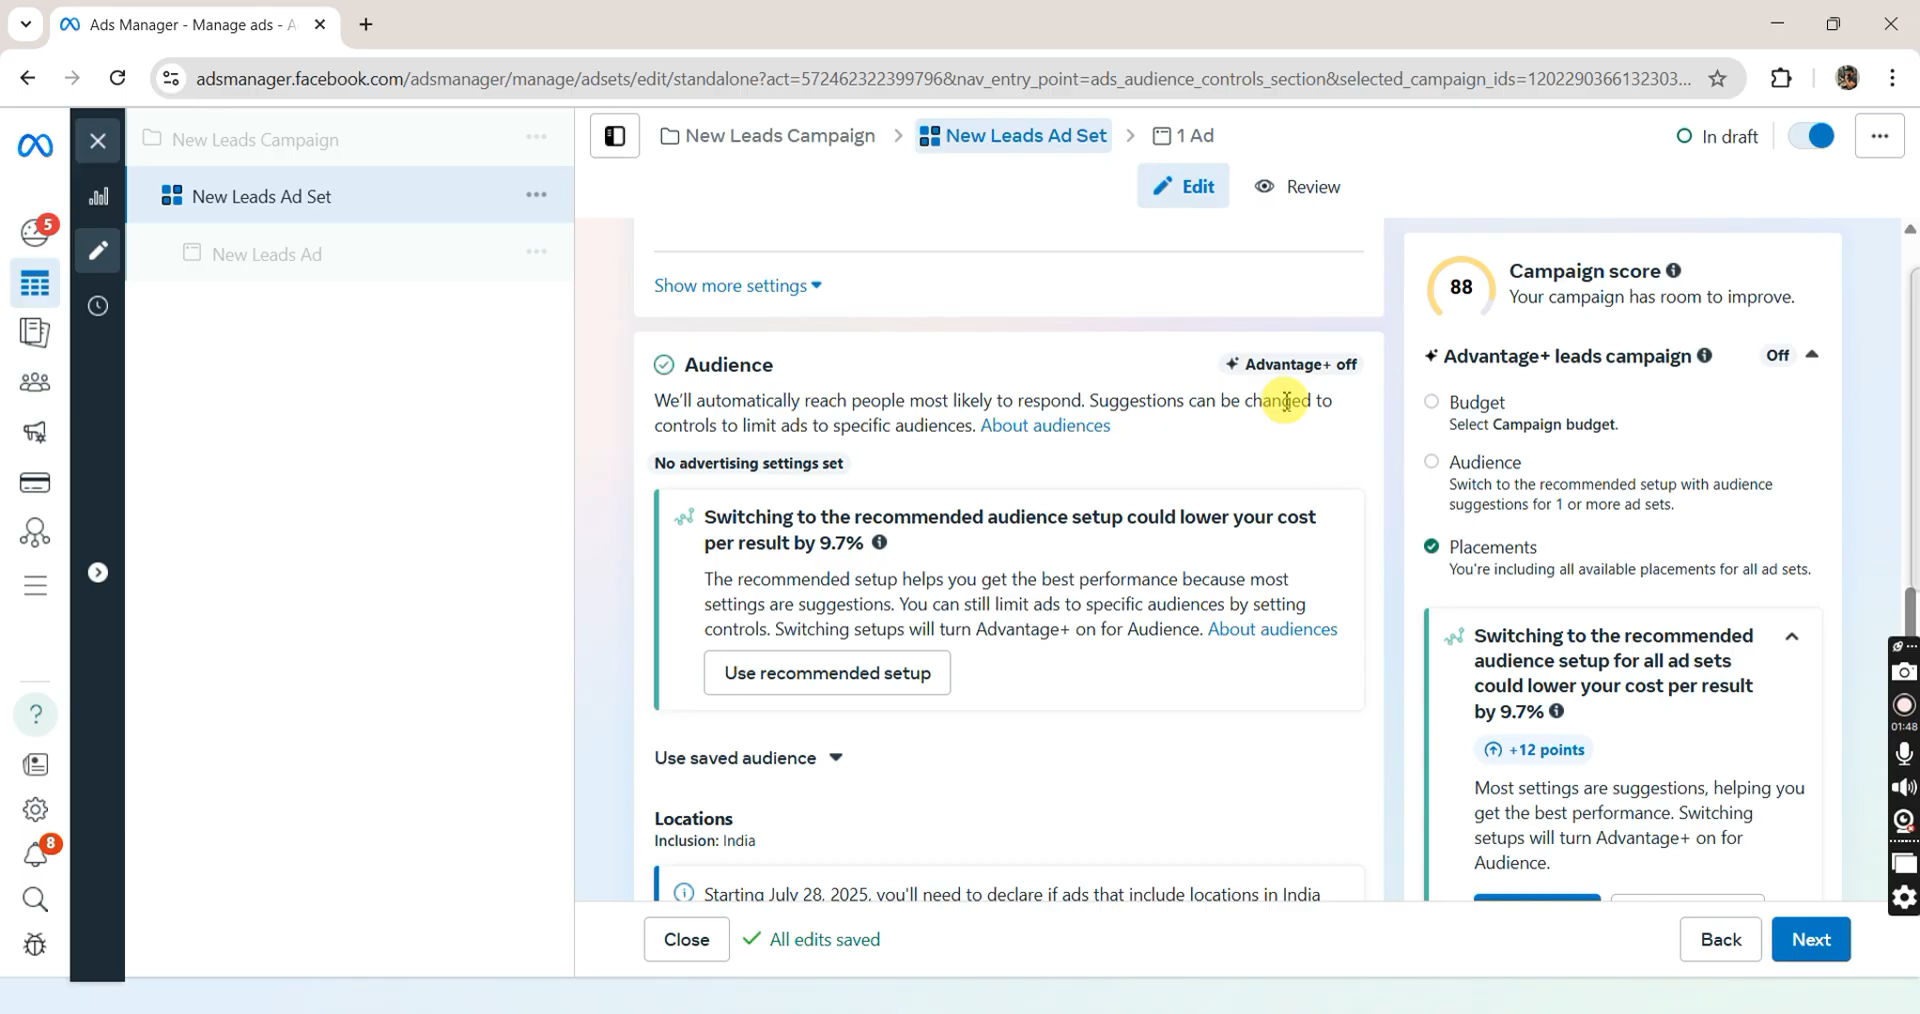 Ads Manager - Manage ads - A
adsmanager.facebook.com/adsmanager/manage/adsets/edit/standalone?act=572462322399796&nav_entry_point=ads_audience_controls_section&selected_campaign_ids=1202290366132303...
New Leads Campaign
New Leads Ad Set
New Leads Ad
5
8
New Leads Campaign > New Leads Ad Set > 1 Ad
In draft
Edit
Review
Show more settings
Audience
Advantage+ off
We'll automatically reach people most likely to respond. Suggestions can be changed to
controls to limit ads to specific audiences. About audiences
No advertising settings set
Switching to the recommended audience setup could lower your cost
per result by 9.7%
The recommended setup helps you get the best performance because most
settings are suggestions. You can still limit ads to specific audiences by setting
controls. Switching setups will turn Advantage+ on for Audience. About audiences
Use recommended setup
Use saved audience
Locations
Inclusion: India
Starting July 28, 2025, you'll need to declare if ads that include locations in India
88
Campaign score
Your campaign has room to improve.
Advantage+ leads campaign
Off
Budget
Select Campaign budget.
Audience
Switch to the recommended setup with audience
suggestions for 1 or more ad sets.
Placements
You're including all available placements for all ad sets.
Switching to the recommended
audience setup for all ad sets
could lower your cost per result
by 9.7%
+12 points
Most settings are suggestions, helping you
get the best performance. Switching
setups will turn Advantage+ on for
Audience.
01:48
Close
All edits saved
Back
Next